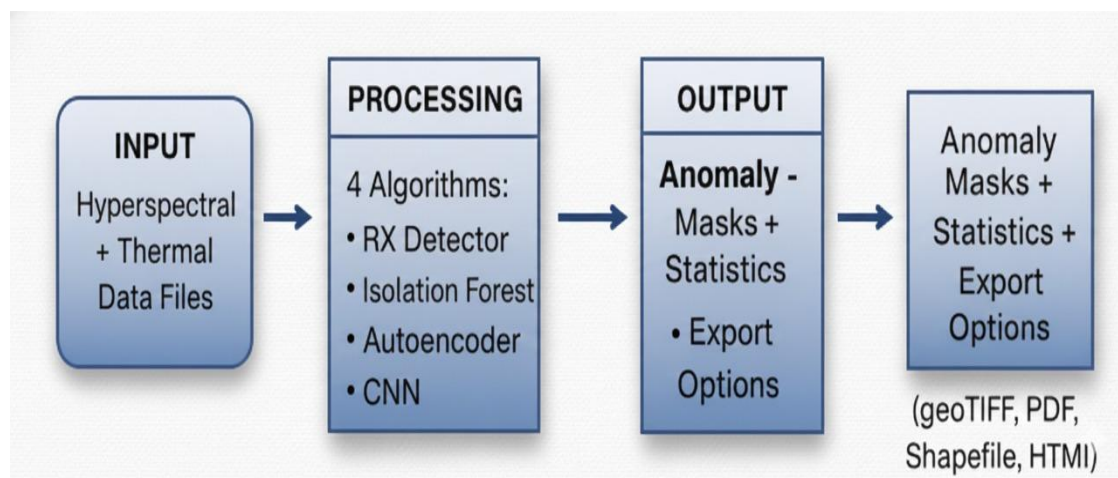 INPUT
Hyperspectral
+ Thermal
Data Files
PROCESSING
4 Algorithms:
• RX Detector
• Isolation Forest
• Autoencoder
• CNN
OUTPUT
Anomaly -
Masks +
Statistics
• Export
Options
Anomaly
Masks +
Statistics +
Export
Options
(geoTIFF, PDF,
Shapefile, HTMI)